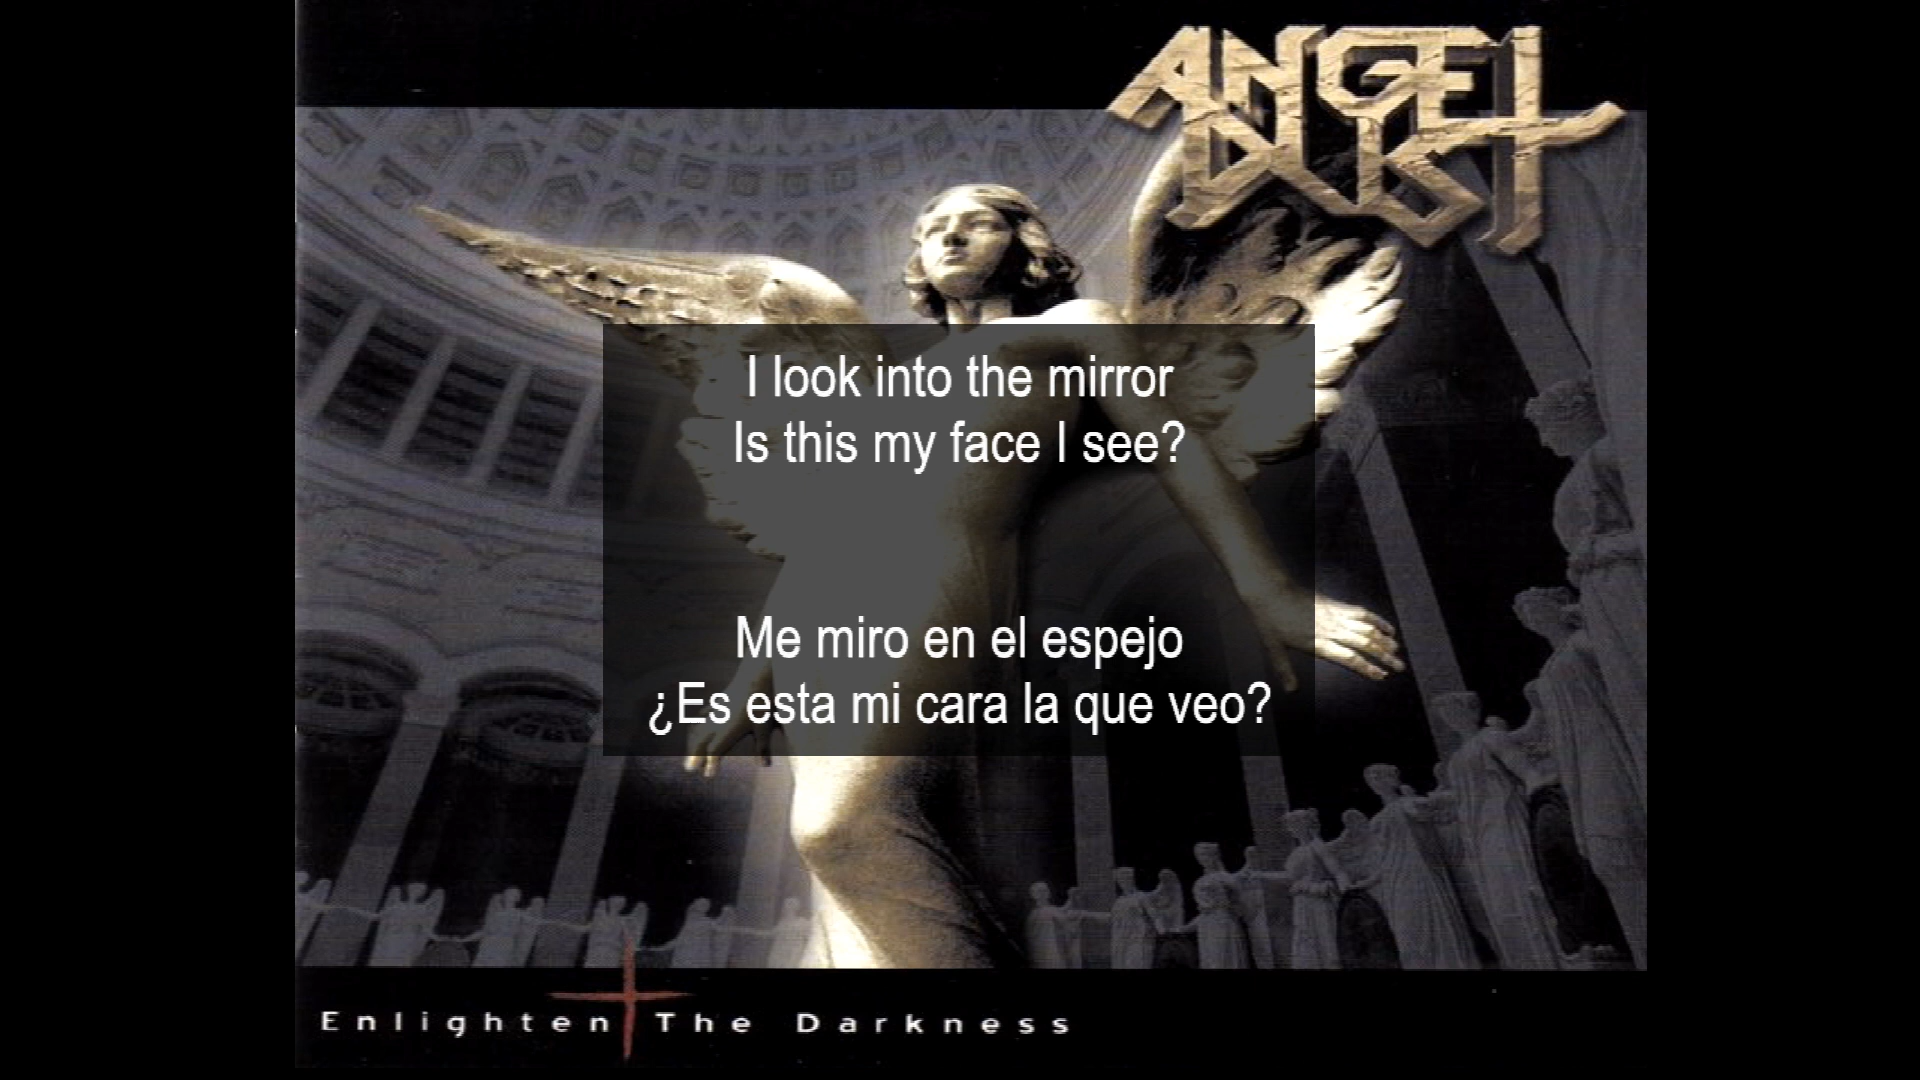 ANGEL
DUST
I look into the mirror
Is this my face I see?
Me miro en el espejo
¿Es esta mi cara la que veo?
Enlighten The Darkness